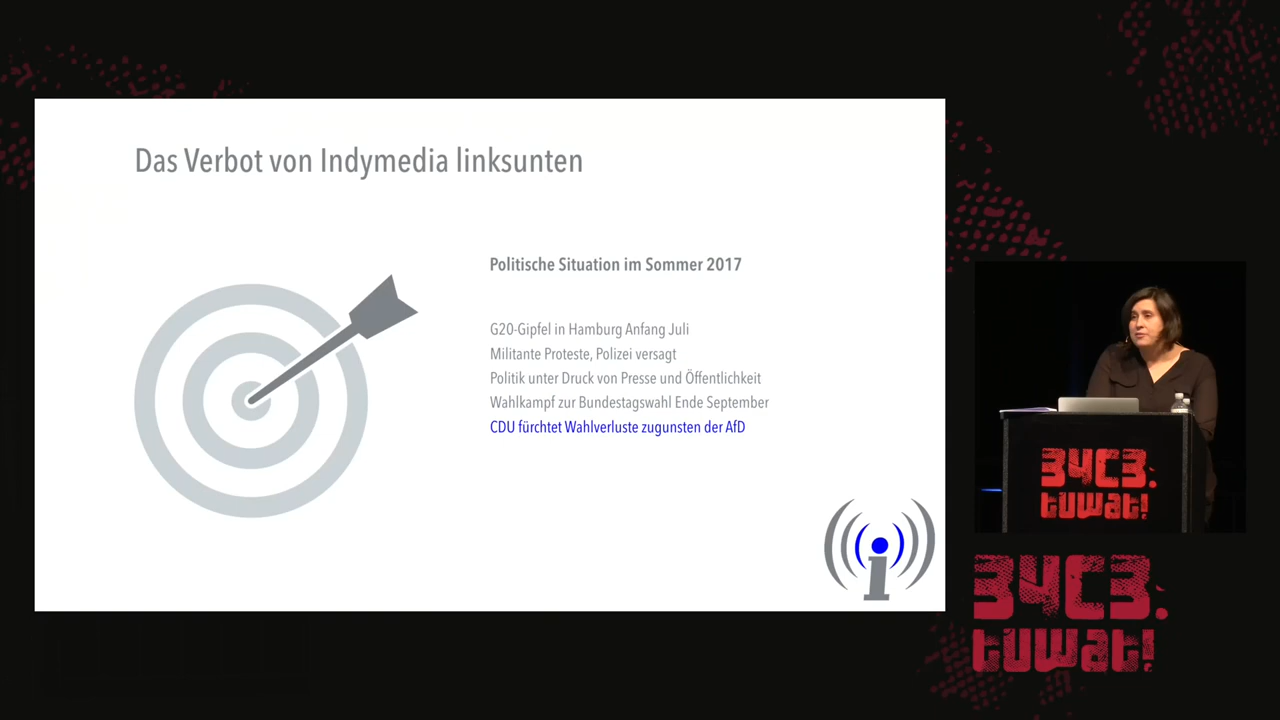 Das Verbot von Indymedia linksunten
Politische Situation im Sommer 2017
G20-Gipfel in Hamburg Anfang Juli
Militante Proteste, Polizei versagt
Politik unter Druck von Presse und Öffentlichkeit
Wahlkampf zur Bundestagswahl Ende September
CDU fürchtet Wahlverluste zugunsten der AfD
i
34C3.
tuwat!
34C3.
tuwat!